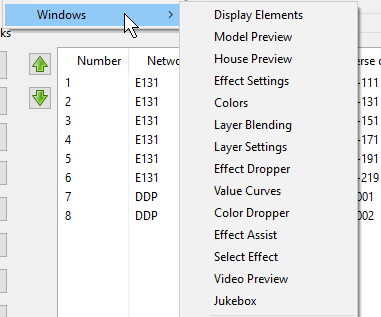 Windows
Display Elements
Model Preview
House Preview
Effect Settings
Colors
Layer Blending
Layer Settings
Effect Dropper
Value Curves
Color Dropper
Effect Assist
Select Effect
Video Preview
Jukebox
ks
Number Netwo erse
1 E131 -111
2 E131 -131
3 E131 -151
4 E131 -171
5 E131 -191
6 E131 -219
7 DDP 001
8 DDP 002